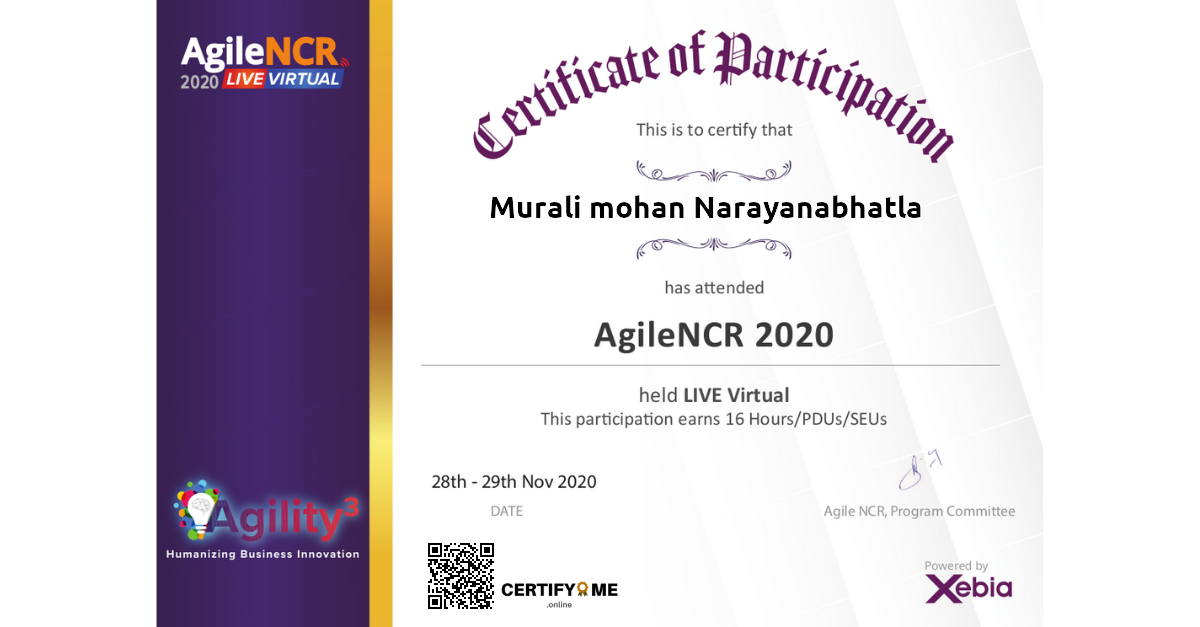 AgileNCR
2020 LIVE VIRTUAL
Certificate of Participation
This is to certify that
Murali mohan Narayanabhatla
has attended
AgileNCR 2020
held LIVE Virtual
This participation earns 16 Hours/PDUs/SEUs
28th - 29th Nov 2020
DATE
Agile NCR, Program Committee
Agility³
Humanizing Business Innovation
CERTIFY ME
.online
Powered by
Xebia